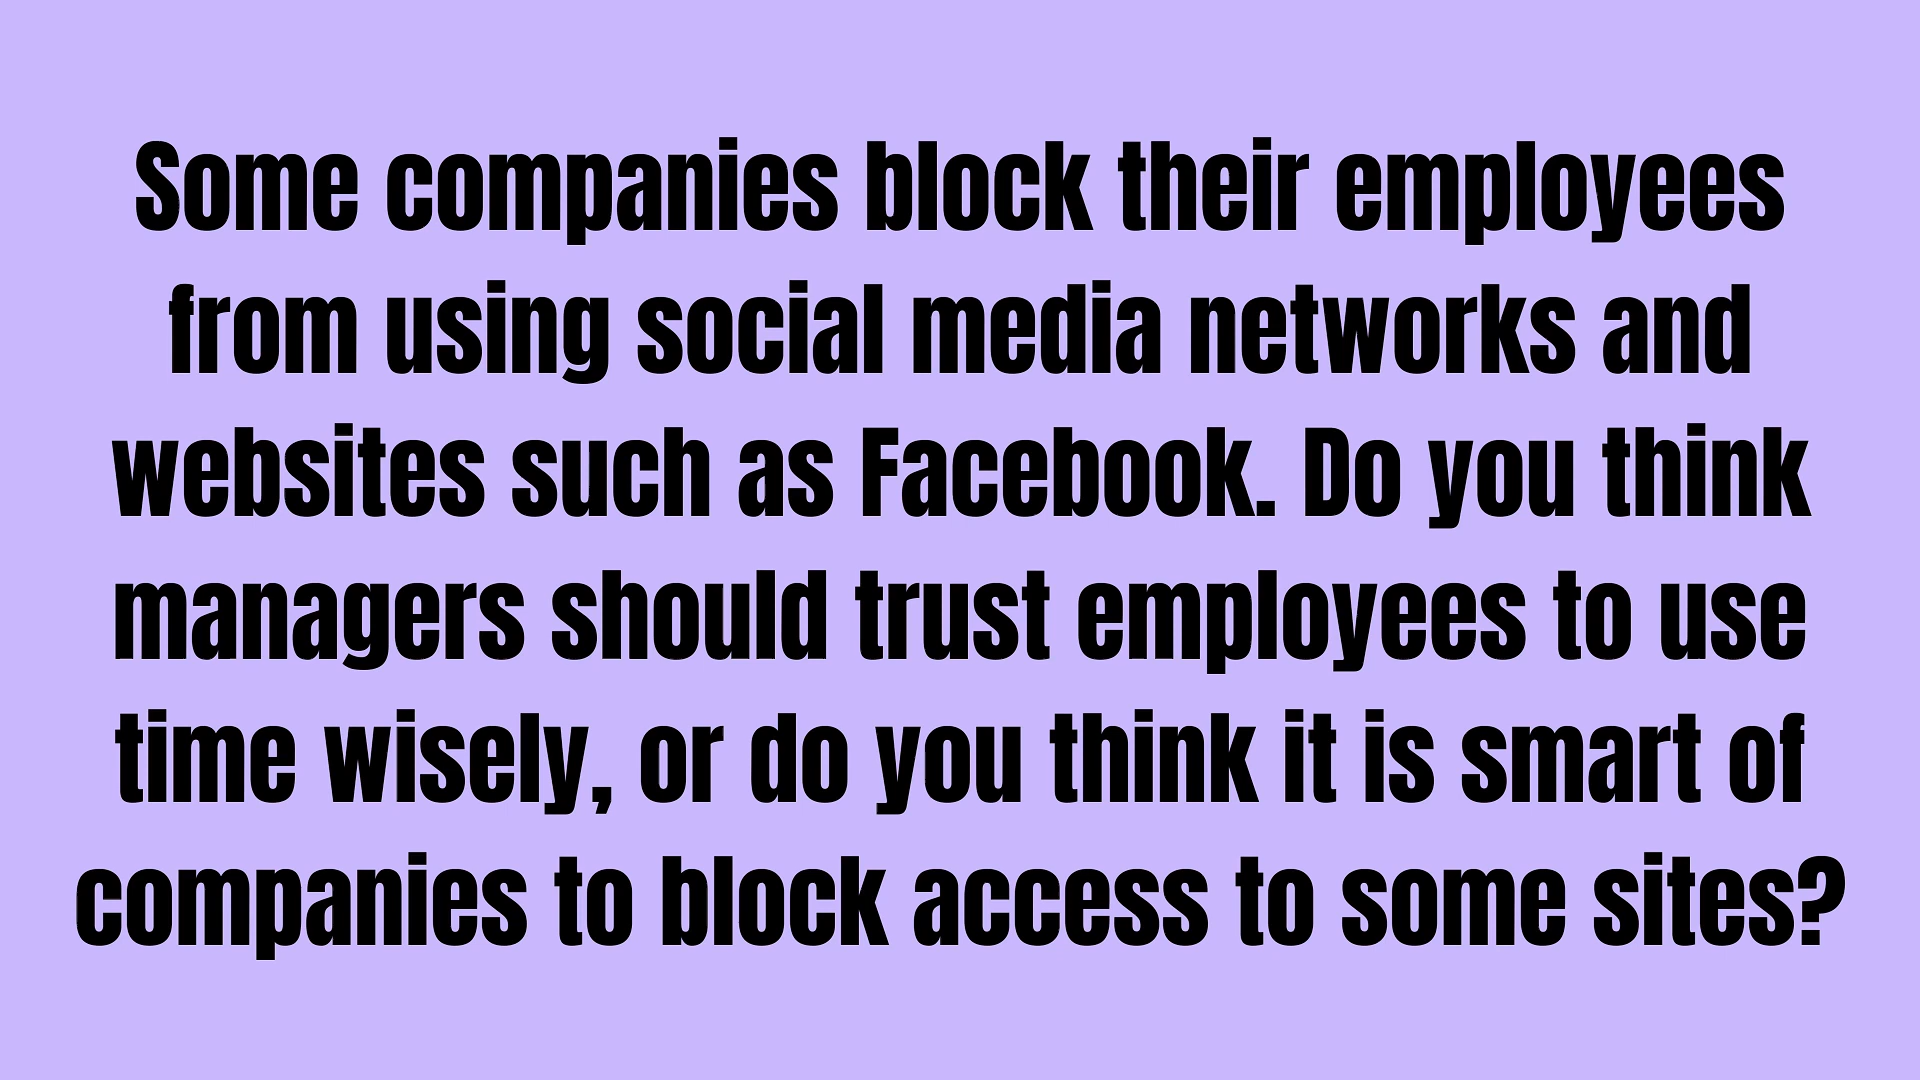 Some companies block their employees
from using social media networks and
websites such as Facebook. Do you think
managers should trust employees to use
time wisely, or do you think it is smart of
companies to block access to some sites?